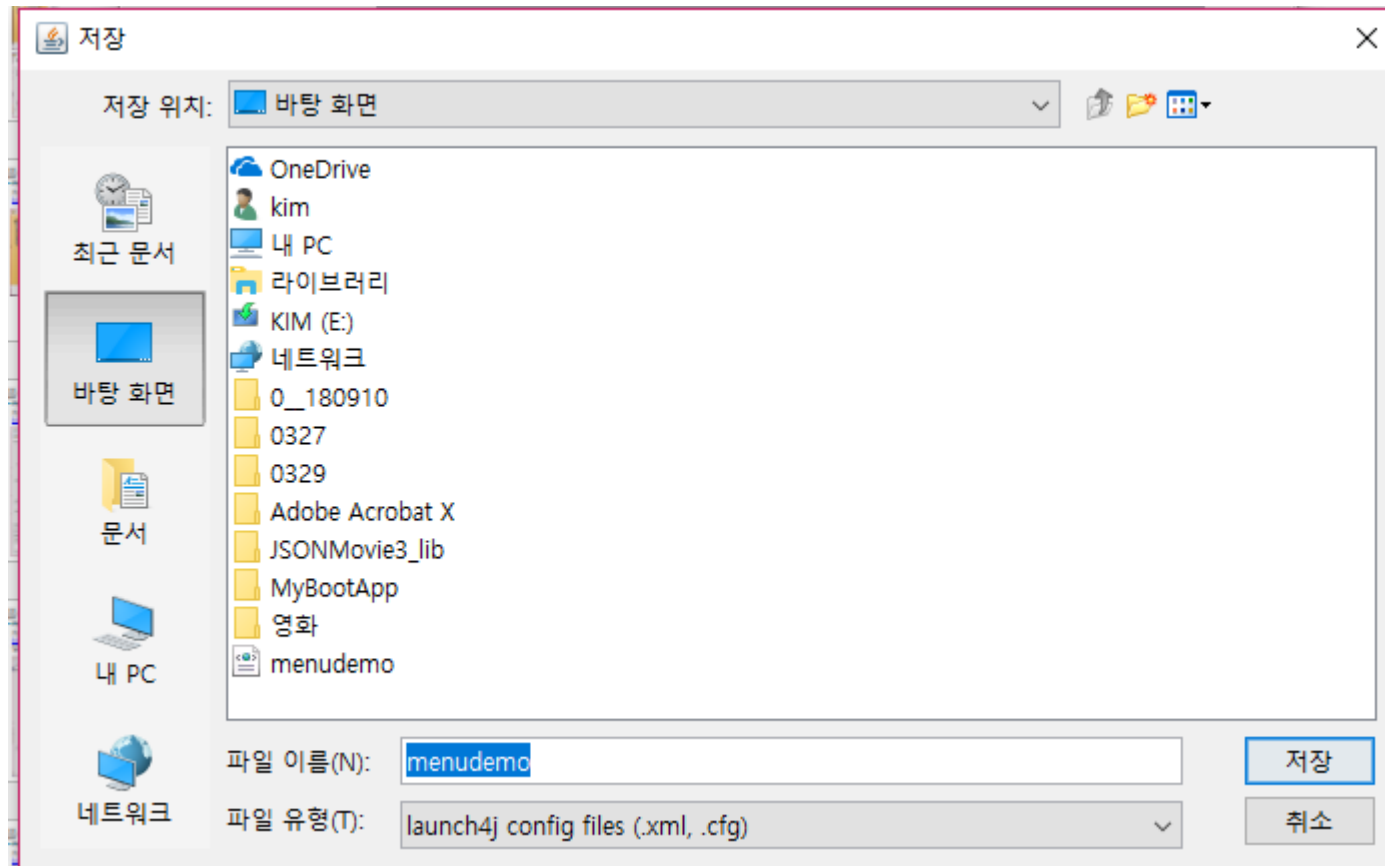 저장
저장 위치: 바탕 화면
최근 문서
바탕 화면
문서
내 PC
네트워크
OneDrive
kim
내 PC
라이브러리
KIM (E:)
네트워크
0__180910
0327
0329
Adobe Acrobat X
JSONMovie3_lib
MyBootApp
영화
menudemo
파일 이름(N): menudemo 저장
파일 유형(T): launch4j config files (.xml, .cfg) 취소